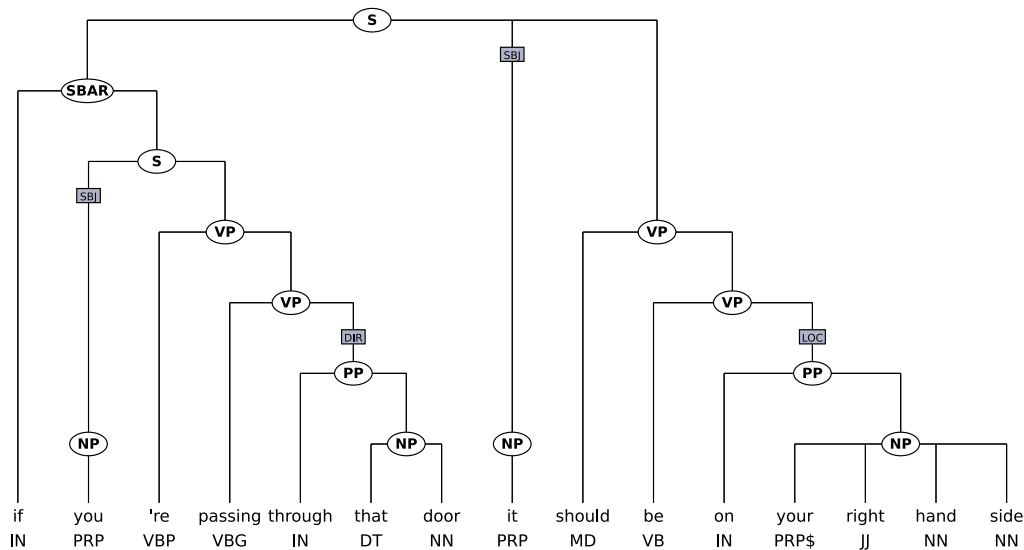 S
SBJ
SBAR
S
SBJ
VP VP
VP VP
DIR LOC
PP PP
NP NP NP NP
if you 're passing through that door it should be on your right hand side
IN PRP VBP VBG IN DT NN PRP MD VB IN PRP$ JJ NN NN